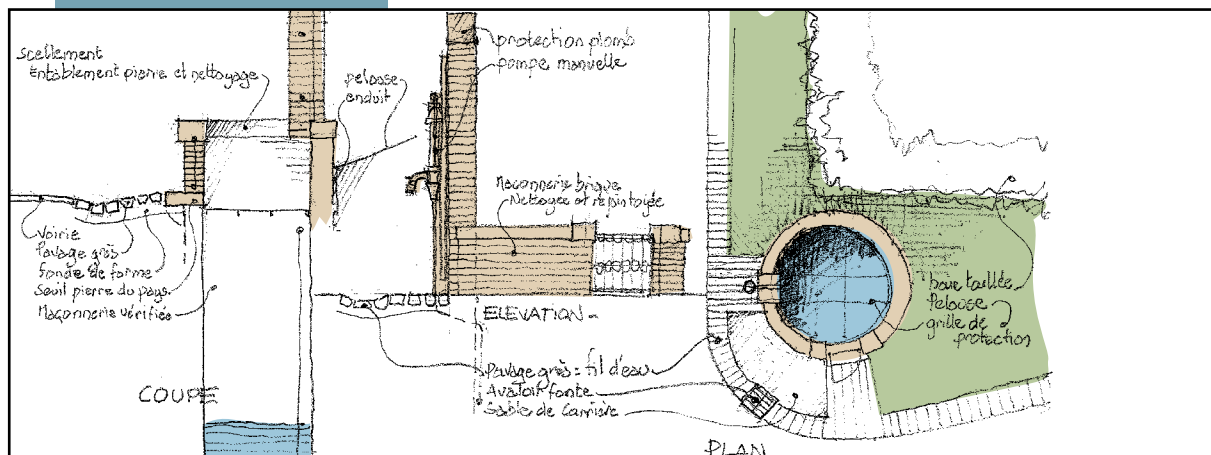 Scellement
Entablement pierre et nettoyage
pelouse
enduit
protection plomb
pompe manuelle
Maçonnerie brique
Nettoyée et rejointoyée
Voirie
Pavage grès
fonds de forme
Seuil pierre du pays
Maçonnerie vérifiée
COUPE
ELEVATION
Pavage grès = fil d'eau
Avaloir fonte
Sable de carrière
haie taillée
Pelouse
grille de
protection
PLAN